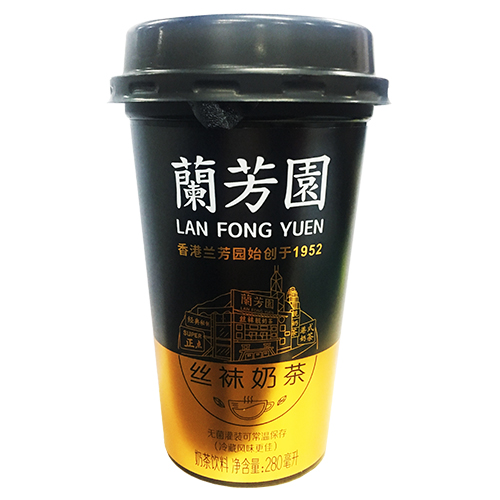 蘭芳園
LAN FONG YUEN
香港兰芳园始创于1952
蘭芳園
SUPER
正点
丝袜奶茶
无菌灌装可常温保存
(冷藏风味更佳)
奶茶饮料 净含量:280毫升